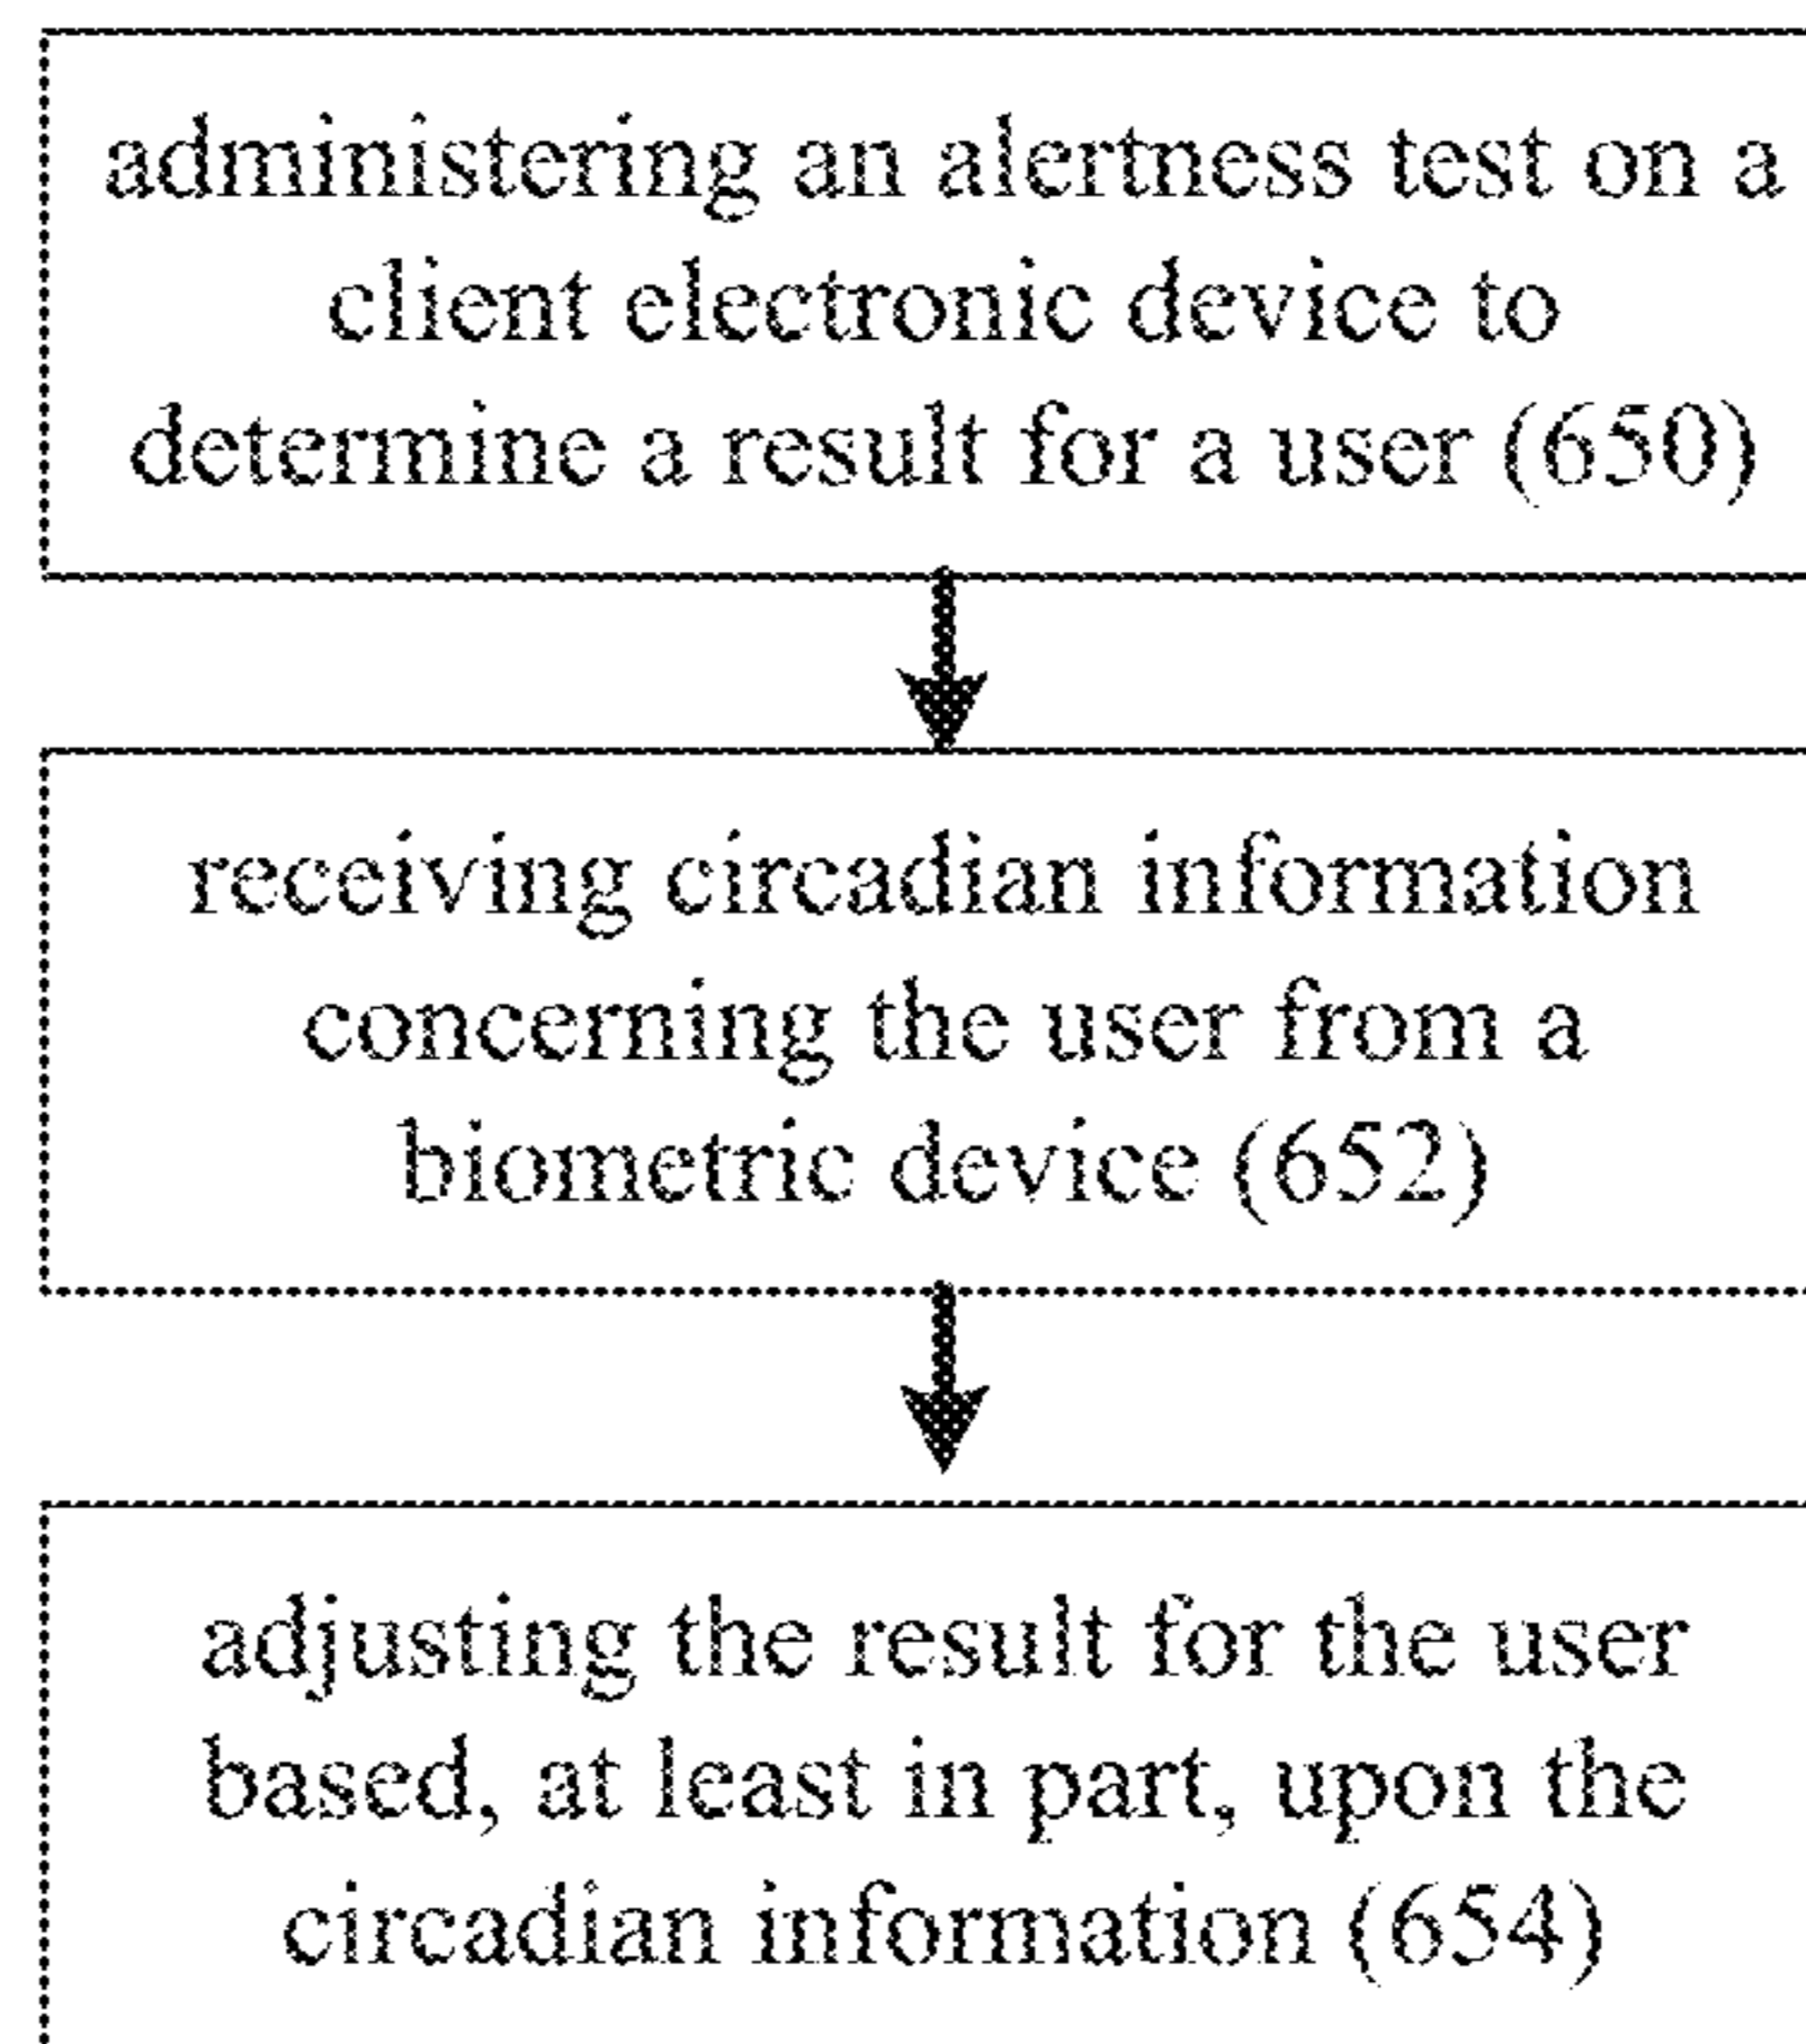 administering an alertness test on a
client electronic device to
determine a result for a user (650)
receiving circadian information
concerning the user from a
biometric device (652)
adjusting the result for the user
based, at least in part, upon the
circadian information (654)